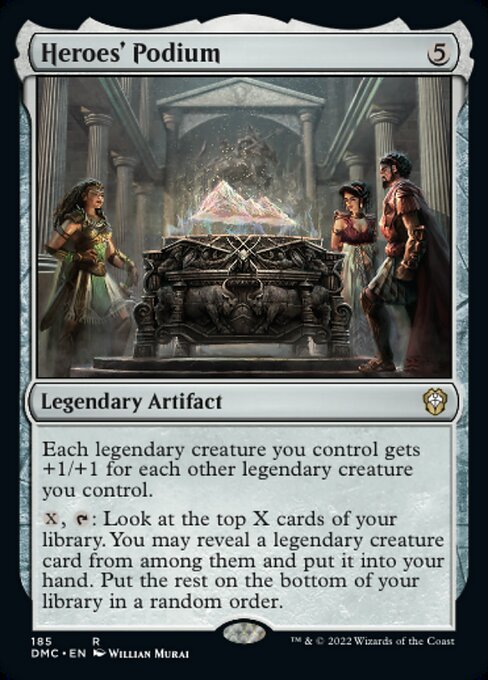 Heroes' Podium 5
Legendary Artifact
Each legendary creature you control gets
+1/+1 for each other legendary creature
you control.
X, T: Look at the top X cards of your
library. You may reveal a legendary creature
card from among them and put it into your
hand. Put the rest on the bottom of your
library in a random order.
185 R
DMC • EN Willian Murai
™ & © 2022 Wizards of the Coast